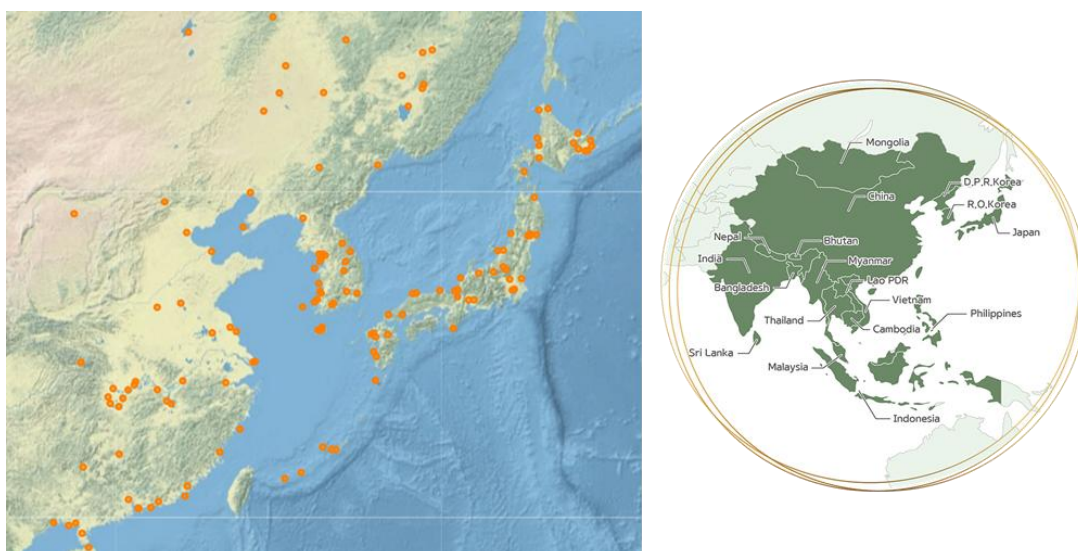 Mongolia
D,P,R,Korea
China
R,O,Korea
Nepal
Bhutan
Japan
India
Myanmar
Bangladesh
Lao PDR
Vietnam
Thailand
Philippines
Cambodia
Sri Lanka
Malaysia
Indonesia